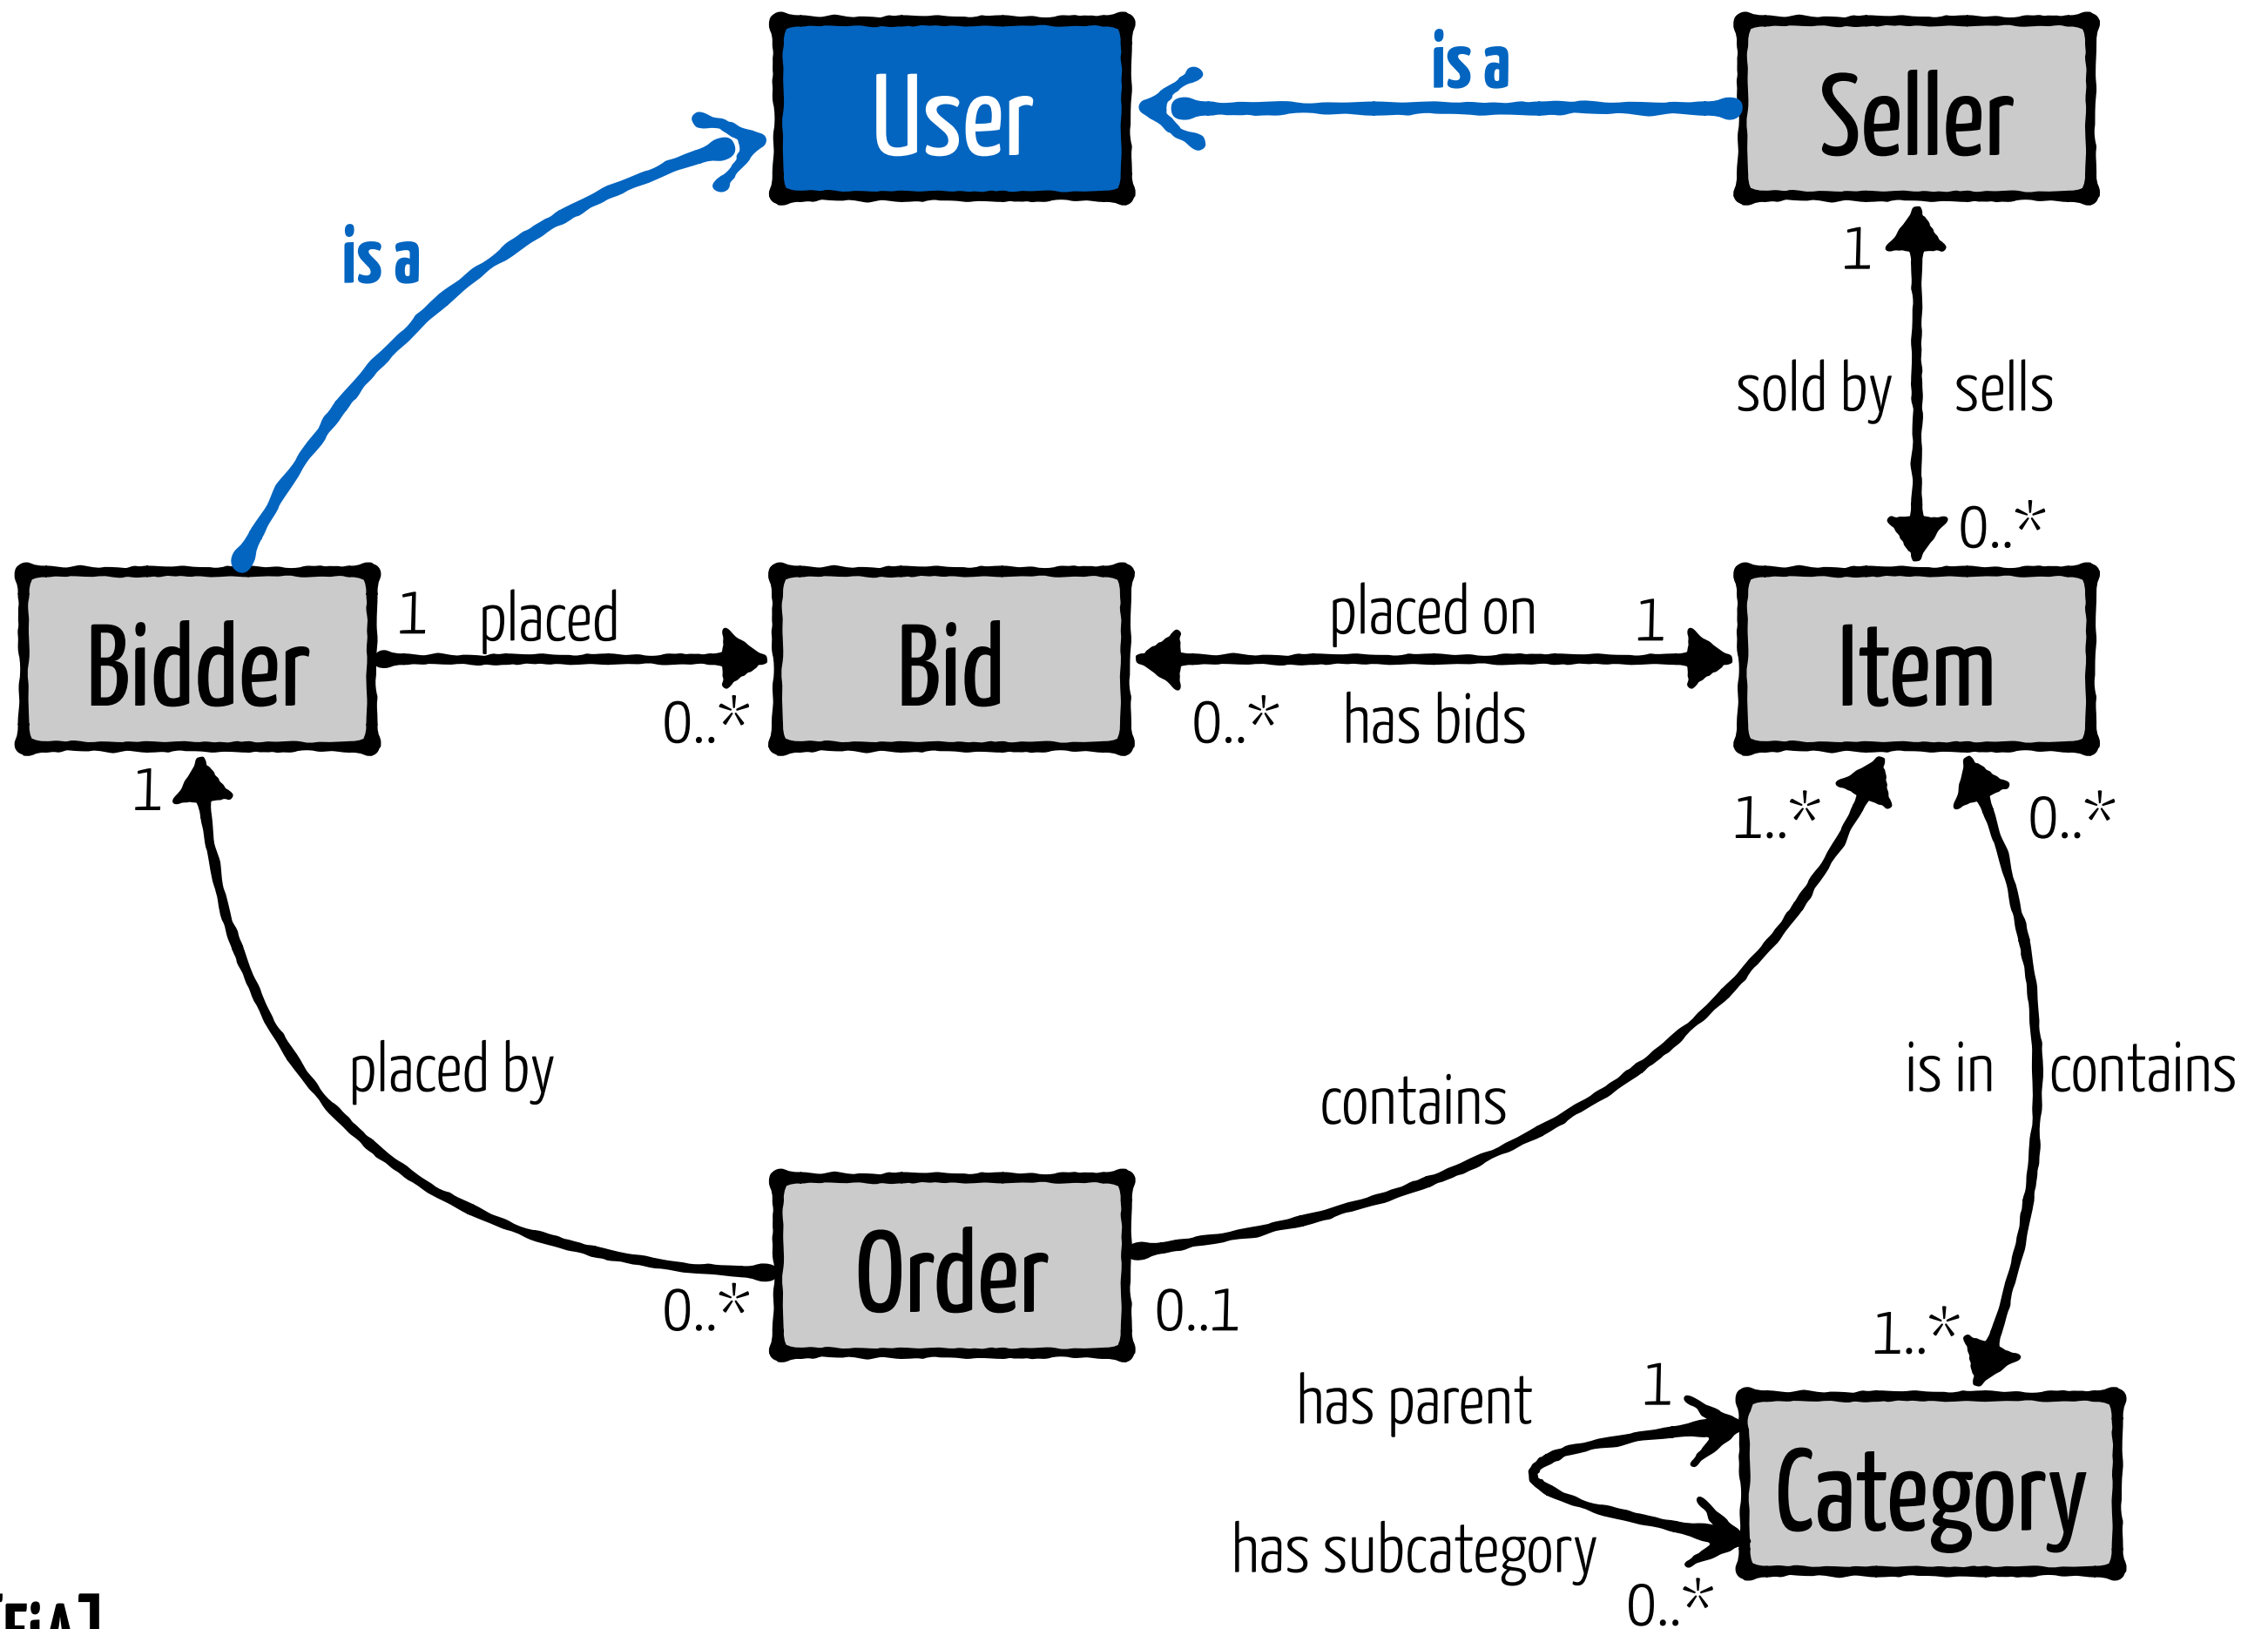 User
is a
Seller
is a
1
sold by
sells
0..*
Bidder
1
placed
0..*
Bid
placed on
1
0..*
has bids
Item
1
1..*
0..*
placed by
contains
is in
contains
Order
0..*
0..1
1..*
has parent
1
Category
has subcategory
0..*